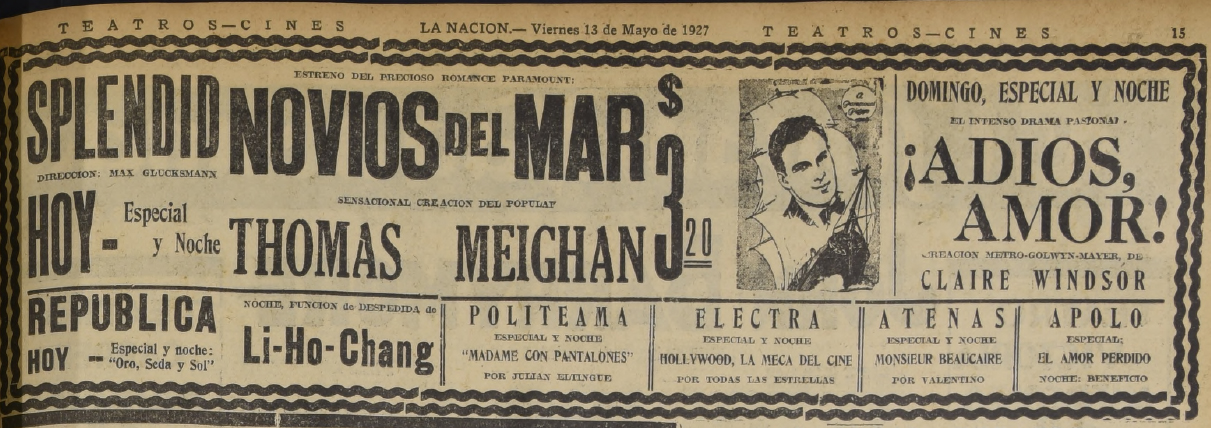 TEATROS—CINES
LA NACION.— Viernes 13 de Mayo de 1927
TEATROS—CINES
15
SPLENDID
DIRECCION: MAX GLUCKSMANN
HOY - Especial
y Noche
ESTRENO DEL PRECIOSO ROMANCE PARAMOUNT:
NOVIOS DEL MAR
SENSACIONAL CREACION DEL POPULAR
THOMAS MEIGHAN
$ 3 20
DOMINGO, ESPECIAL Y NOCHE
EL INTENSO DRAMA PASIONAL
¡ADIOS,
AMOR!
CREACION METRO-GOLWYN-MAYER, DE
CLAIRE WINDSOR
REPUBLICA
HOY - Especial y noche:
"Oro, Seda y Sol"
NOCHE, FUNCION de DESPEDIDA de
Li-Ho-Chang
POLITEAMA
ESPECIAL Y NOCHE
"MADAME CON PANTALONES"
POR JULIAN ELTINGUE
ELECTRA
ESPECIAL Y NOCHE
HOLLYWOOD, LA MECA DEL CINE
POR TODAS LAS ESTRELLAS
ATENAS
ESPECIAL Y NOCHE
MONSIEUR BEAUCAIRE
POR VALENTINO
APOLO
ESPECIAL;
EL AMOR PERDIDO
NOCHE: BENEFICIO